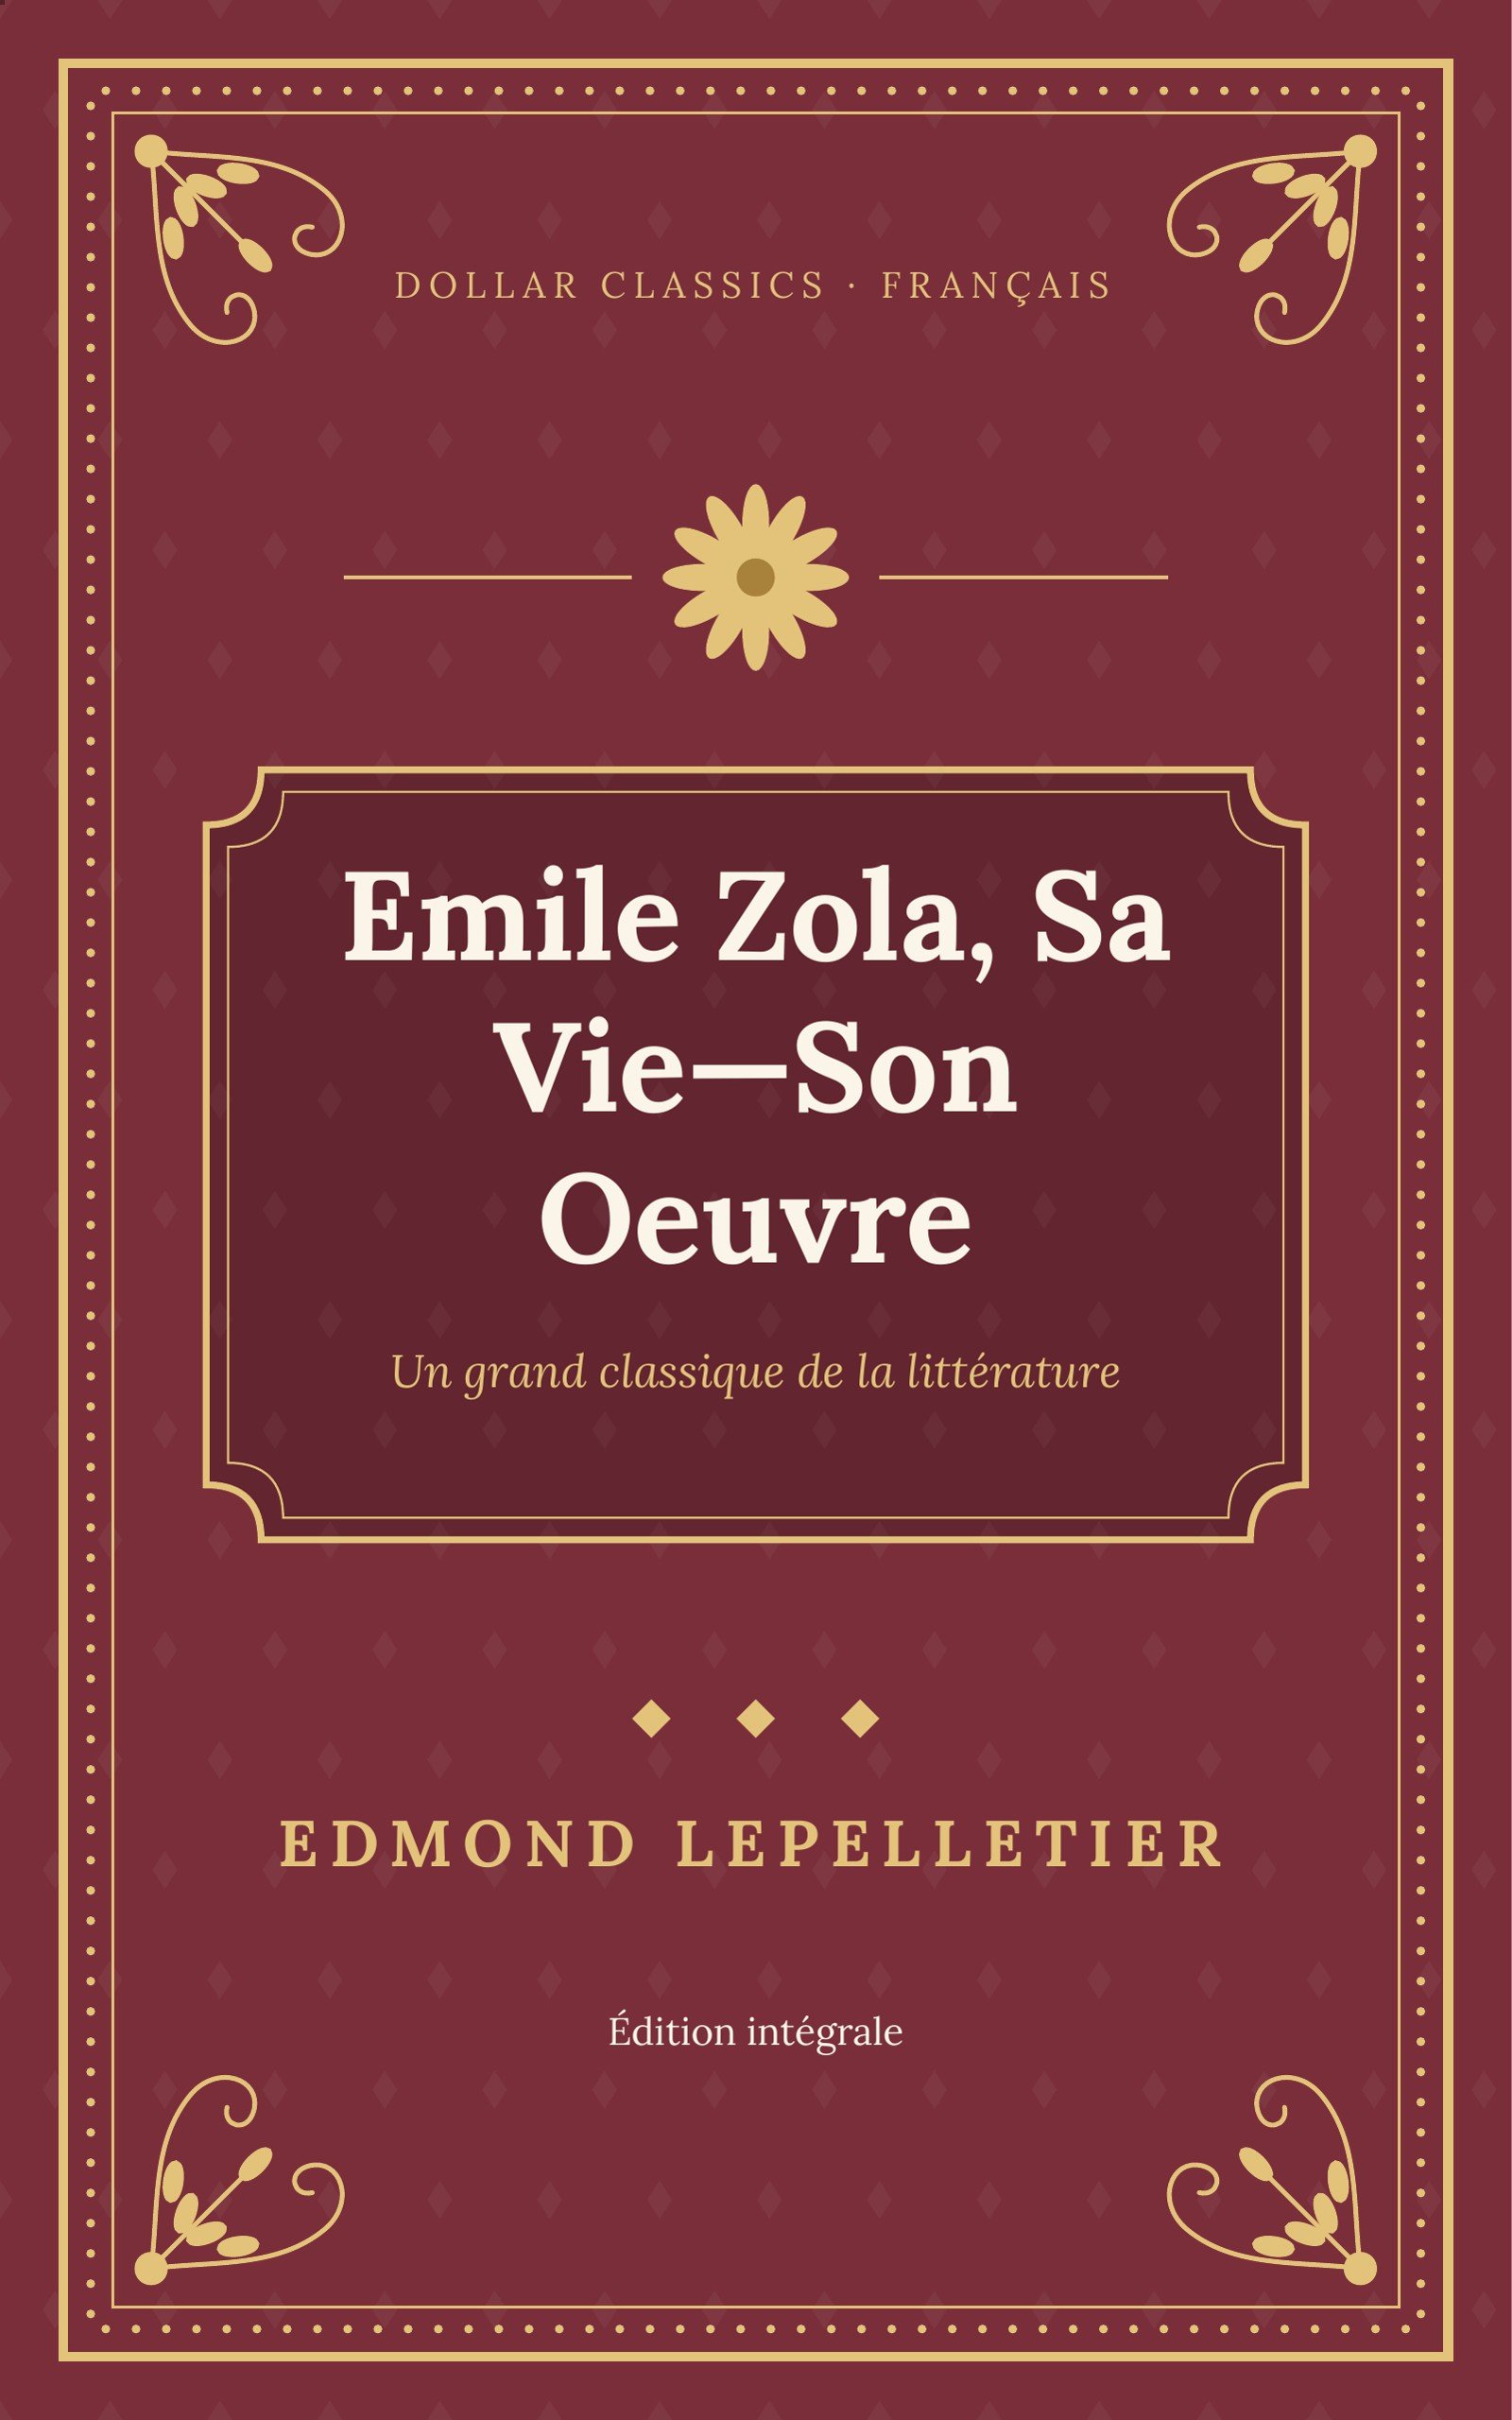 DOLLAR CLASSICS · FRANÇAIS
Emile Zola, Sa
Vie—Son
Oeuvre
Un grand classique de la littérature
EDMOND LEPELLETIER
Édition intégrale